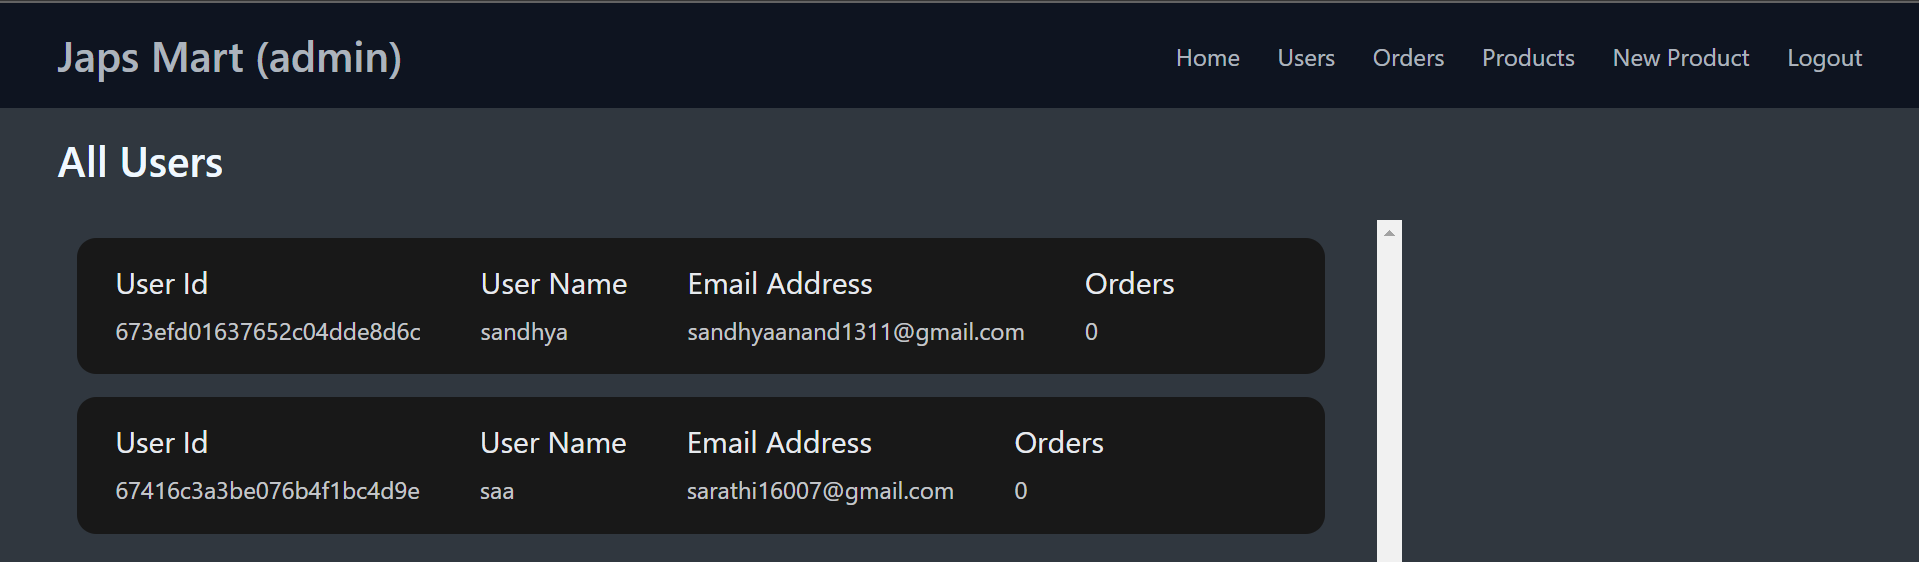 Japs Mart (admin)
Home Users Orders Products New Product Logout
All Users
User Id User Name Email Address Orders
673efd01637652c04dde8d6c sandhya sandhyaanand1311@gmail.com 0
User Id User Name Email Address Orders
67416c3a3be076b4f1bc4d9e saa sarathi16007@gmail.com 0